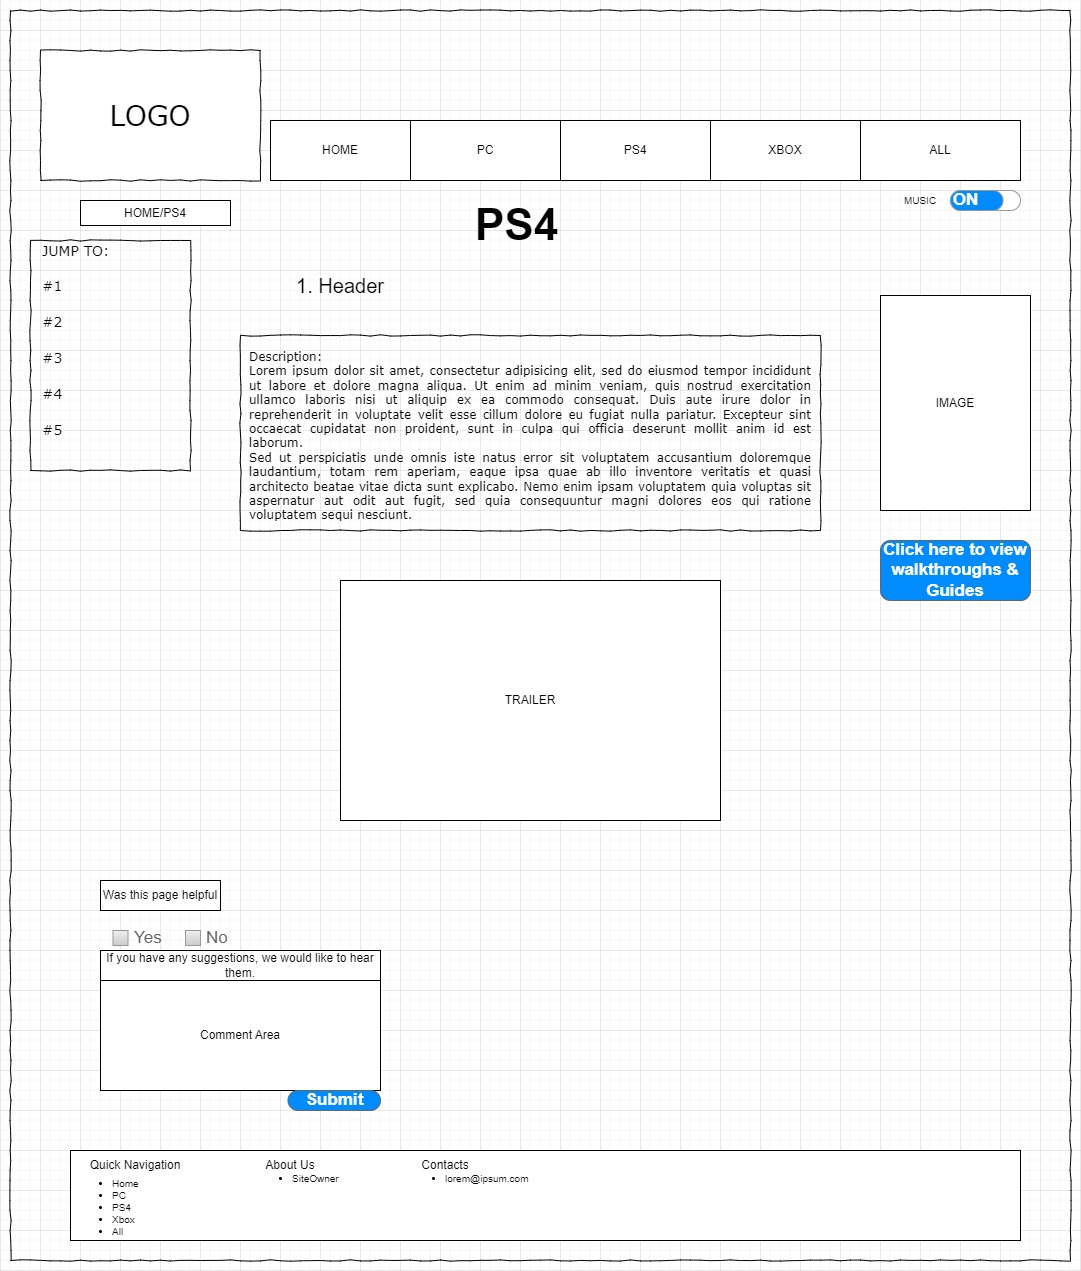 LOGO
HOME
PC
PS4
XBOX
ALL
MUSIC
ON
HOME/PS4
PS4
JUMP TO:
#1
#2
#3
#4
#5
1. Header
Description:
Lorem ipsum dolor sit amet, consectetur adipisicing elit, sed do eiusmod tempor incididunt
ut labore et dolore magna aliqua. Ut enim ad minim veniam, quis nostrud exercitation
ullamco laboris nisi ut aliquip ex ea commodo consequat. Duis aute irure dolor in
reprehenderit in voluptate velit esse cillum dolore eu fugiat nulla pariatur. Excepteur sint
occaecat cupidatat non proident, sunt in culpa qui officia deserunt mollit anim id est
laborum.
Sed ut perspiciatis unde omnis iste natus error sit voluptatem accusantium doloremque
laudantium, totam rem aperiam, eaque ipsa quae ab illo inventore veritatis et quasi
architecto beatae vitae dicta sunt explicabo. Nemo enim ipsam voluptatem quia voluptas sit
aspernatur aut odit aut fugit, sed quia consequuntur magni dolores eos qui ratione
voluptatem sequi nesciunt.
IMAGE
Click here to view
walkthroughs &
Guides
TRAILER
Was this page helpful
Yes
No
If you have any suggestions, we would like to hear
them.
Comment Area
Submit
Quick Navigation
• Home
• PC
• PS4
• Xbox
• All
About Us
• SiteOwner
Contacts
• lorem@ipsum.com